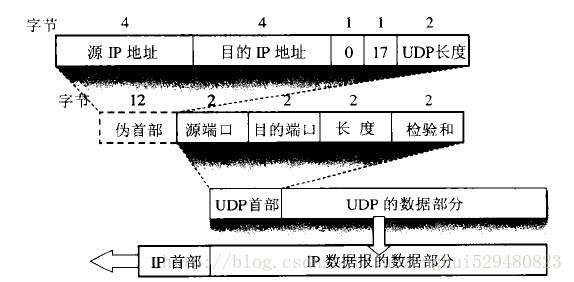 字节 4 4 1 1 2
源 IP 地址 目的 IP 地址 0 17 UDP长度
字节 12 2 2 2 2
伪首部 源端口 目的端口 长 度 检验和
UDP首部 UDP 的数据部分
IP 首部 IP 数据报的数据部分